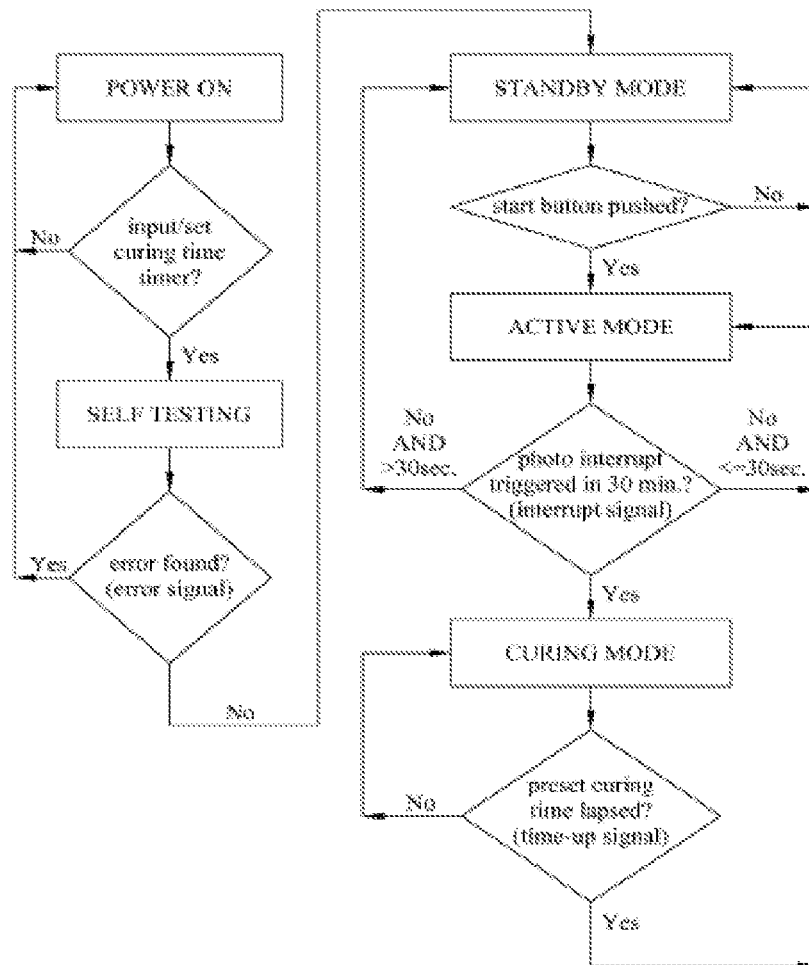 POWER ON
input/set
curing time
timer?
No
Yes
SELF TESTING
error found?
(error signal)
Yes
No
STANDBY MODE
start button pushed?
No
Yes
ACTIVE MODE
No
AND
>30sec.
photo interrupt
triggered in 30 min.?
(interrupt signal)
No
AND
<=30sec.
Yes
CURING MODE
preset curing
time lapsed?
(time-up signal)
No
Yes